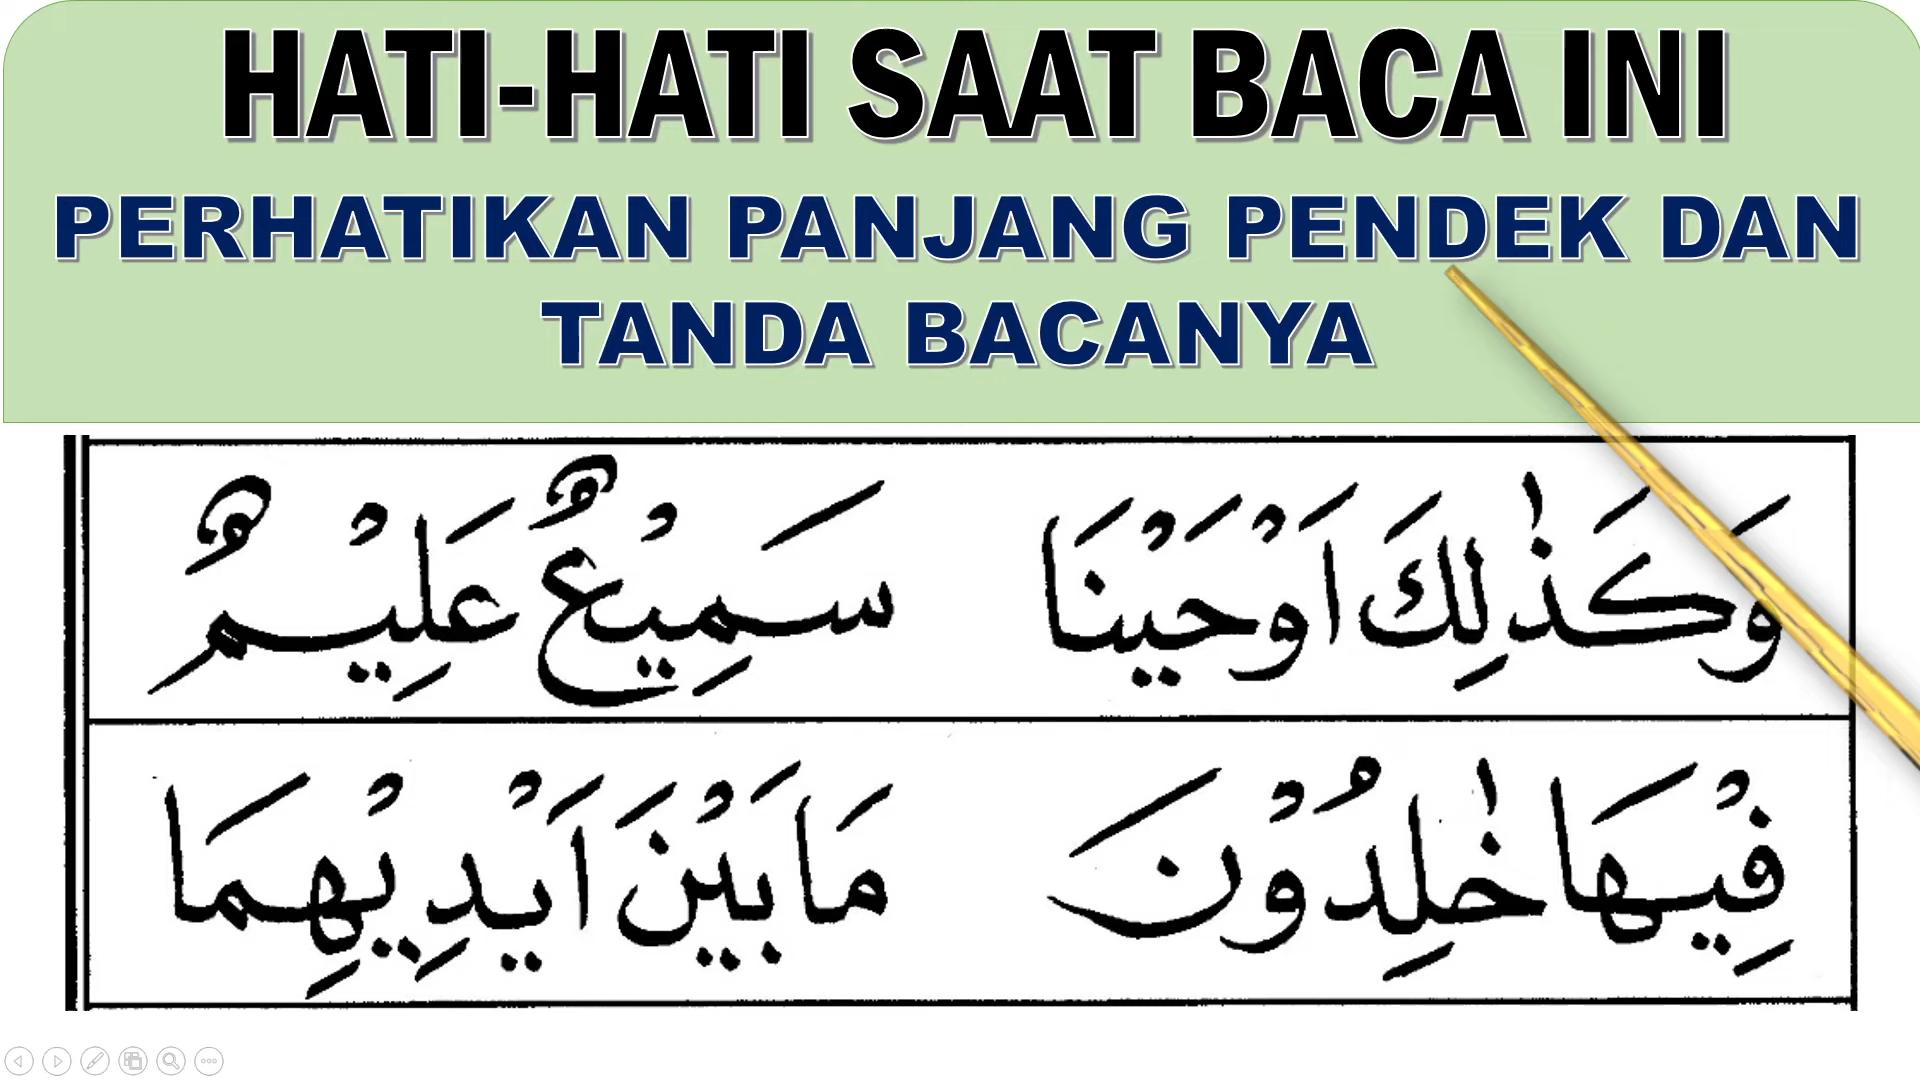 HATI-HATI SAAT BACA INI
PERHATIKAN PANJANG PENDEK DAN
TANDA BACANYA
وَكَذٰلِكَ اَوْحَيْنَا سَمِيْعٌ عَلِيْمٌ
فِيْهَا خٰلِدُوْنَ مَا بَيْنَ اَيْدِيْهِمَا